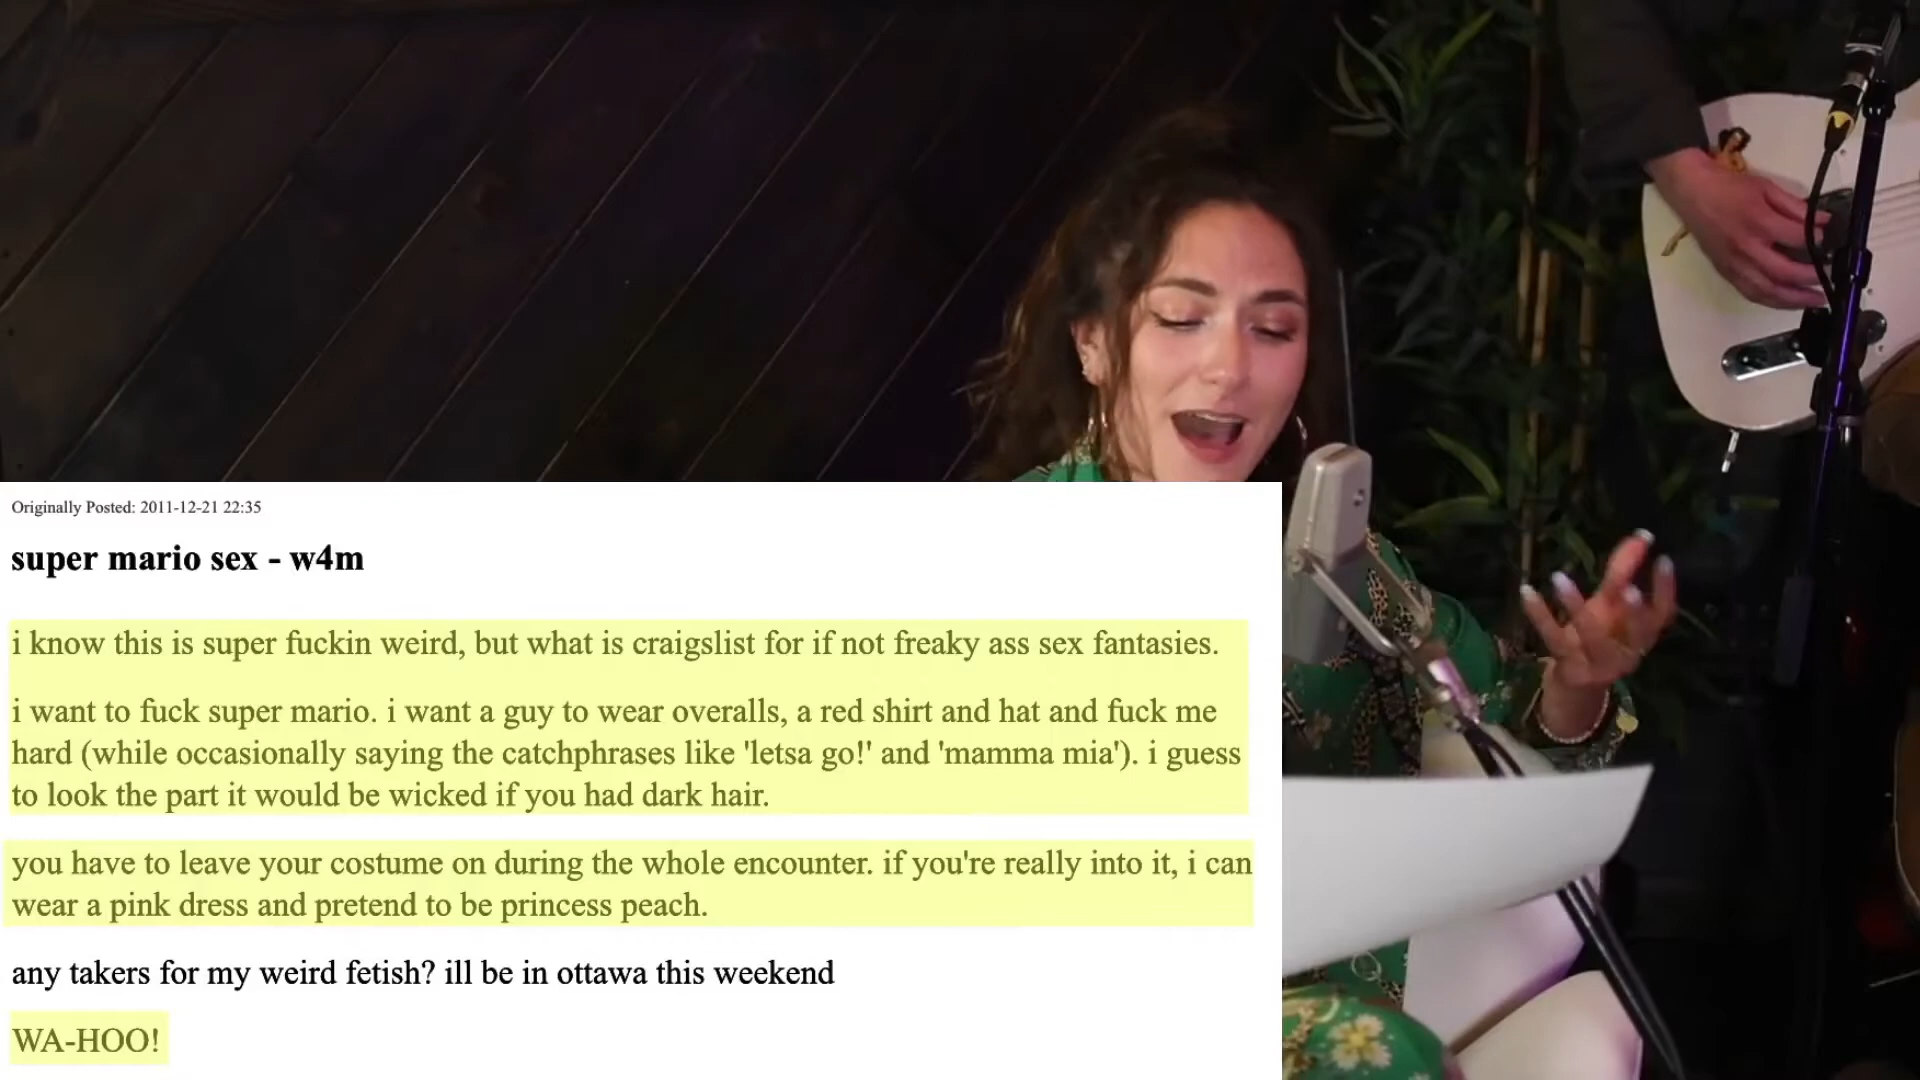 Originally Posted: 2011-12-21 22:35
super mario sex - w4m
i know this is super fuckin weird, but what is craigslist for if not freaky ass sex fantasies.
i want to fuck super mario. i want a guy to wear overalls, a red shirt and hat and fuck me
hard (while occasionally saying the catchphrases like 'letsa go!' and 'mamma mia'). i guess
to look the part it would be wicked if you had dark hair.
you have to leave your costume on during the whole encounter. if you're really into it, i can
wear a pink dress and pretend to be princess peach.
any takers for my weird fetish? ill be in ottawa this weekend
WA-HOO!